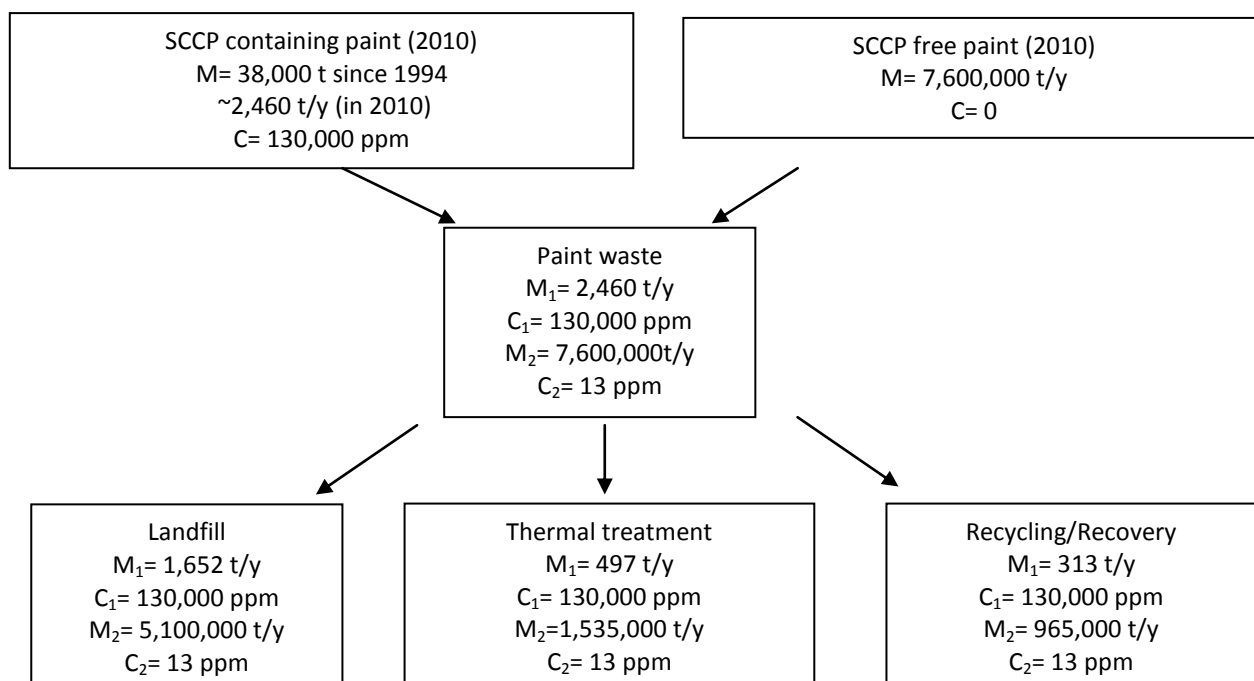 SCCP containing paint (2010)
M= 38,000 t since 1994
~2,460 t/y (in 2010)
C= 130,000 ppm
SCCP free paint (2010)
M= 7,600,000 t/y
C= 0
Paint waste
M₁= 2,460 t/y
C₁= 130,000 ppm
M₂= 7,600,000t/y
C₂= 13 ppm
Landfill
M₁= 1,652 t/y
C₁= 130,000 ppm
M₂= 5,100,000 t/y
C₂= 13 ppm
Thermal treatment
M₁= 497 t/y
C₁= 130,000 ppm
M₂=1,535,000 t/y
C₂= 13 ppm
Recycling/Recovery
M₁= 313 t/y
C₁= 130,000 ppm
M₂= 965,000 t/y
C₂= 13 ppm